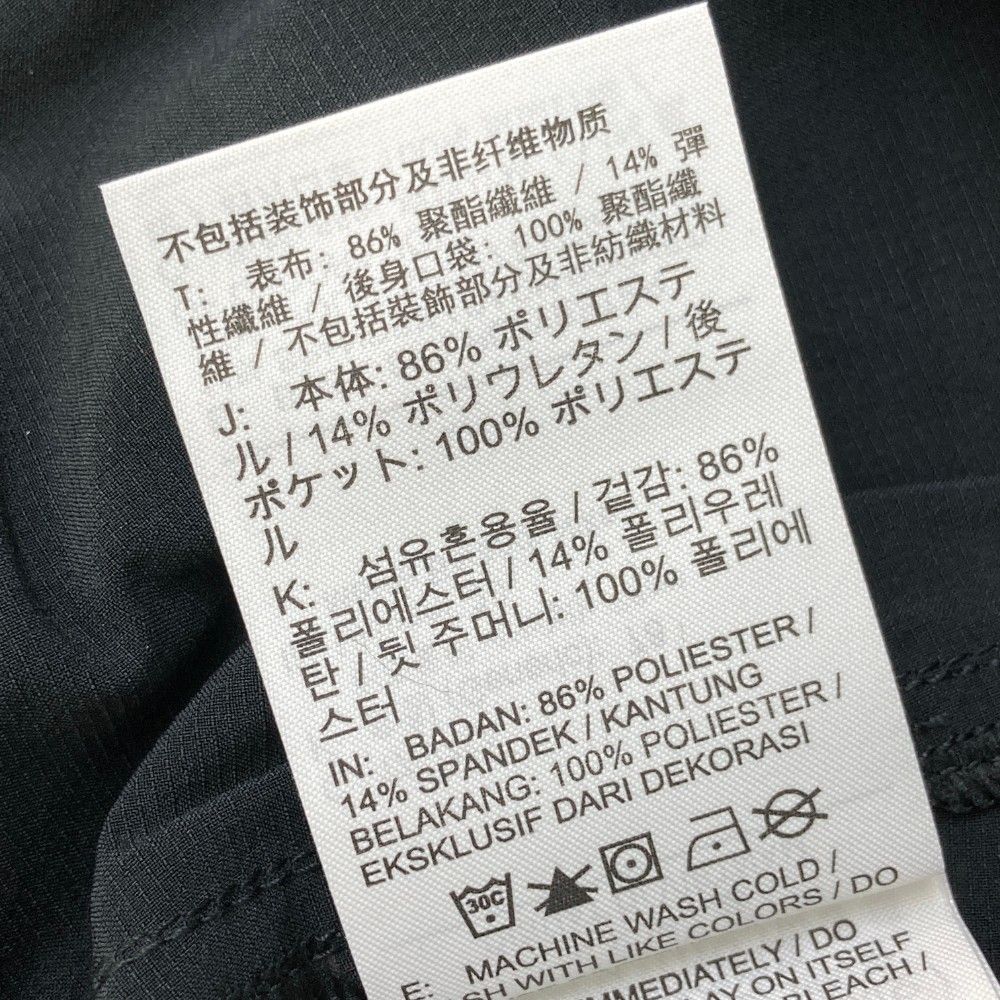 不包括装饰部分及非纤维物质
T: 表布: 86% 聚酯纖維 / 14% 彈
性纖維 / 後身口袋: 100% 聚酯纖
維 / 不包括裝飾部分及非紡織材料
J: 本体: 86% ポリエステ
ル / 14% ポリウレタン / 後
ポケット: 100% ポリエステ
ル
K: 섬유혼용율 / 겉감: 86%
폴리에스터 / 14% 폴리우레
탄 / 뒷 주머니: 100% 폴리에
스터
IN: BADAN: 86% POLIESTER /
14% SPANDEK / KANTUNG
BELAKANG: 100% POLIESTER /
EKSKLUSIF DARI DEKORASI
30C
E: MACHINE WASH COLD /
WITH LIKE COLORS / DO
/ DO
ON ITSELF